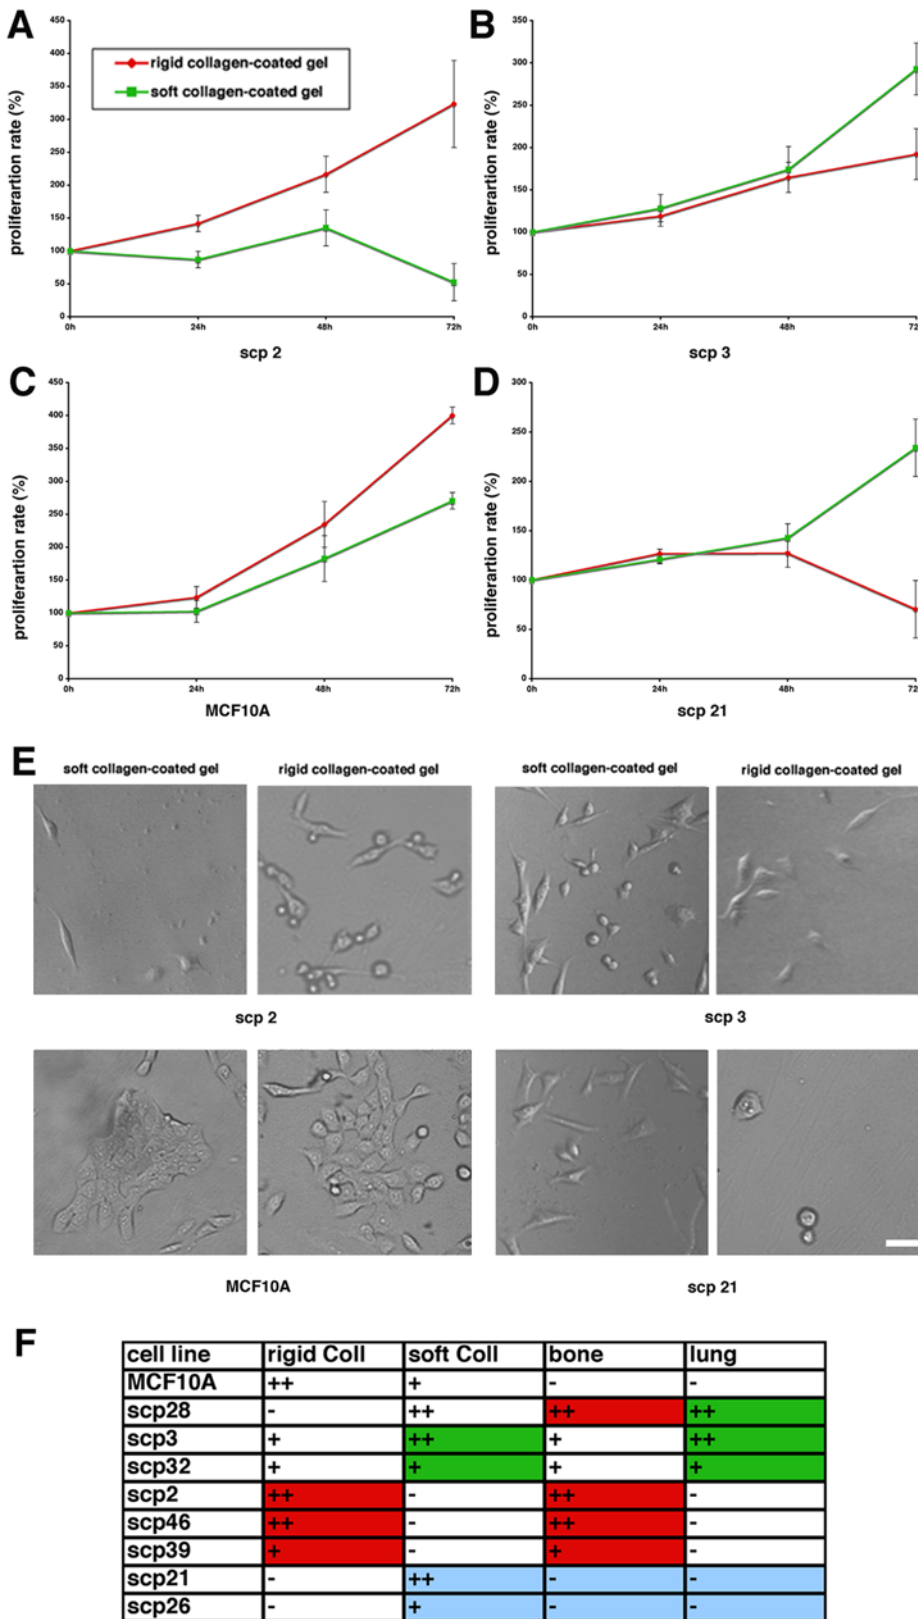 A
450
400
350
300
250
200
150
100
50
0
proliferartion rate (%)
rigid collagen-coated gel
soft collagen-coated gel
0h 24h 48h 72h
scp 2
B
350
300
250
200
150
100
50
0
proliferartion rate (%)
0h 24h 48h 72
scp 3
C
450
400
350
300
250
200
150
100
50
0
proliferartion rate (%)
0h 24h 48h 72h
MCF10A
D
300
250
200
150
100
50
0
proliferartion rate (%)
0h 24h 48h 72
scp 21
E
soft collagen-coated gel rigid collagen-coated gel soft collagen-coated gel rigid collagen-coated gel
scp 2 scp 3
MCF10A scp 21
F
cell line rigid Coll soft Coll bone lung
MCF10A ++ + - -
scp28 - ++ ++ ++
scp3 + ++ + ++
scp32 + + + +
scp2 ++ - ++ -
scp46 ++ - ++ -
scp39 + - + -
scp21 - ++ - -
scp26 - + - -